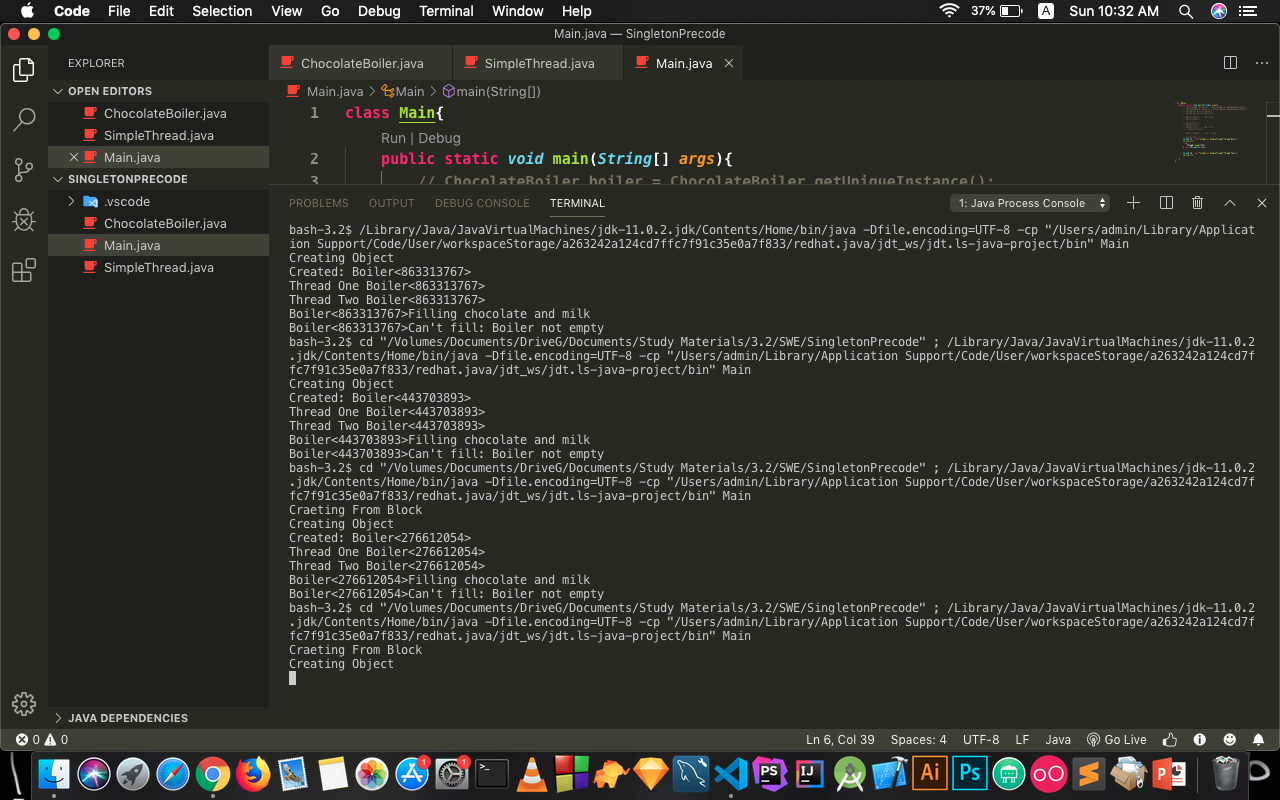 Code File Edit Selection View Go Debug Terminal Window Help 37% A Sun 10:32 AM
Main.java — SingletonPrecode
EXPLORER
OPEN EDITORS
ChocolateBoiler.java
SimpleThread.java
Main.java
SINGLETONPRECODE
.vscode
ChocolateBoiler.java
Main.java
SimpleThread.java
JAVA DEPENDENCIES
ChocolateBoiler.java SimpleThread.java Main.java
Main.java > Main > main(String[])
1 class Main{
Run | Debug
2 public static void main(String[] args){
3 // ChocolateBoiler boiler = ChocolateBoiler.getUniqueInstance();
PROBLEMS OUTPUT DEBUG CONSOLE TERMINAL 1: Java Process Console
bash-3.2$ /Library/Java/JavaVirtualMachines/jdk-11.0.2.jdk/Contents/Home/bin/java -Dfile.encoding=UTF-8 -cp "/Users/admin/Library/Applicat
ion Support/Code/User/workspaceStorage/a263242a124cd7ffc7f91c35e0a7f833/redhat.java/jdt_ws/jdt.ls-java-project/bin" Main
Creating Object
Created: Boiler<863313767>
Thread One Boiler<863313767>
Thread Two Boiler<863313767>
Boiler<863313767>Filling chocolate and milk
Boiler<863313767>Can't fill: Boiler not empty
bash-3.2$ cd "/Volumes/Documents/DriveG/Documents/Study Materials/3.2/SWE/SingletonPrecode" ; /Library/Java/JavaVirtualMachines/jdk-11.0.2
.jdk/Contents/Home/bin/java -Dfile.encoding=UTF-8 -cp "/Users/admin/Library/Application Support/Code/User/workspaceStorage/a263242a124cd7f
fc7f91c35e0a7f833/redhat.java/jdt_ws/jdt.ls-java-project/bin" Main
Creating Object
Created: Boiler<443703893>
Thread One Boiler<443703893>
Thread Two Boiler<443703893>
Boiler<443703893>Filling chocolate and milk
Boiler<443703893>Can't fill: Boiler not empty
bash-3.2$ cd "/Volumes/Documents/DriveG/Documents/Study Materials/3.2/SWE/SingletonPrecode" ; /Library/Java/JavaVirtualMachines/jdk-11.0.2
.jdk/Contents/Home/bin/java -Dfile.encoding=UTF-8 -cp "/Users/admin/Library/Application Support/Code/User/workspaceStorage/a263242a124cd7f
fc7f91c35e0a7f833/redhat.java/jdt_ws/jdt.ls-java-project/bin" Main
Craeting From Block
Creating Object
Created: Boiler<276612054>
Thread One Boiler<276612054>
Thread Two Boiler<276612054>
Boiler<276612054>Filling chocolate and milk
Boiler<276612054>Can't fill: Boiler not empty
bash-3.2$ cd "/Volumes/Documents/DriveG/Documents/Study Materials/3.2/SWE/SingletonPrecode" ; /Library/Java/JavaVirtualMachines/jdk-11.0.2
.jdk/Contents/Home/bin/java -Dfile.encoding=UTF-8 -cp "/Users/admin/Library/Application Support/Code/User/workspaceStorage/a263242a124cd7f
fc7f91c35e0a7f833/redhat.java/jdt_ws/jdt.ls-java-project/bin" Main
Craeting From Block
Creating Object
0 0 Ln 6, Col 39 Spaces: 4 UTF-8 LF Java Go Live
1 1 >_ PS IJ Ai Ps S P